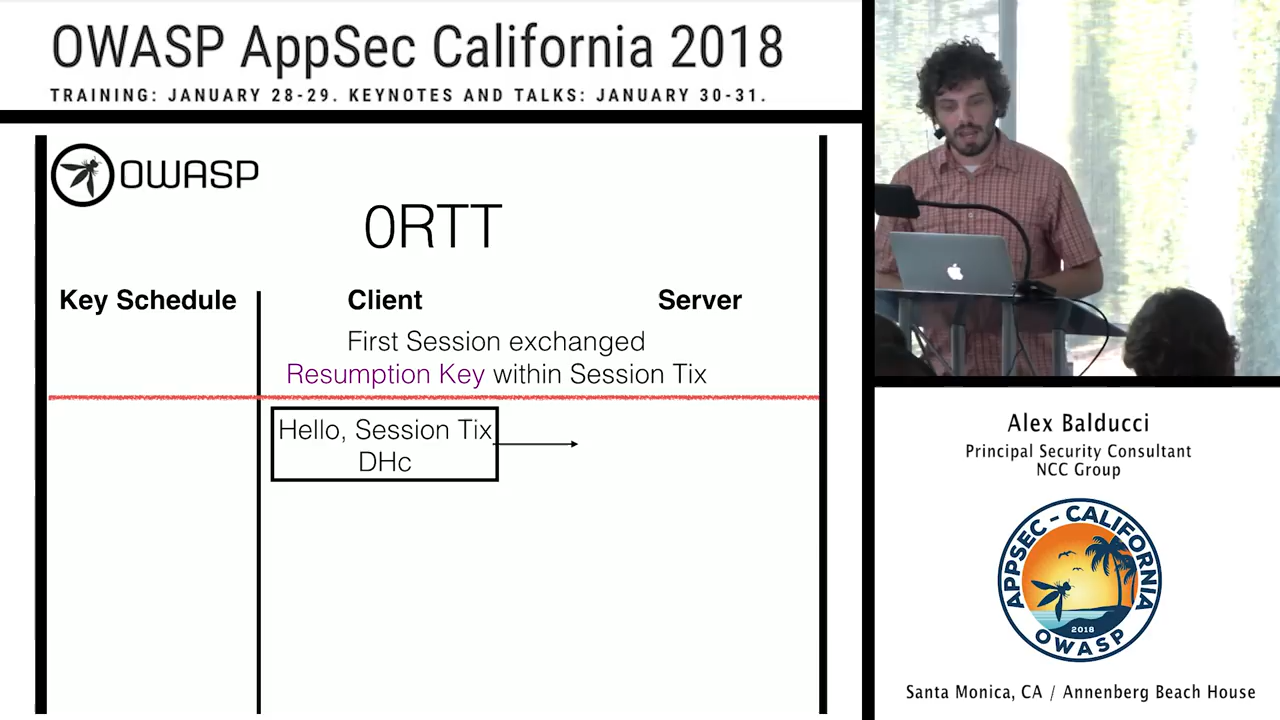 OWASP AppSec California 2018
TRAINING: JANUARY 28-29. KEYNOTES AND TALKS: JANUARY 30-31.
OWASP
0RTT
Key Schedule
Client
Server
First Session exchanged
Resumption Key within Session Tix
Hello, Session Tix
DHc
Alex Balducci
Principal Security Consultant
NCC Group
APPSEC - CALIFORNIA
2018
OWASP
Santa Monica, CA / Annenberg Beach House